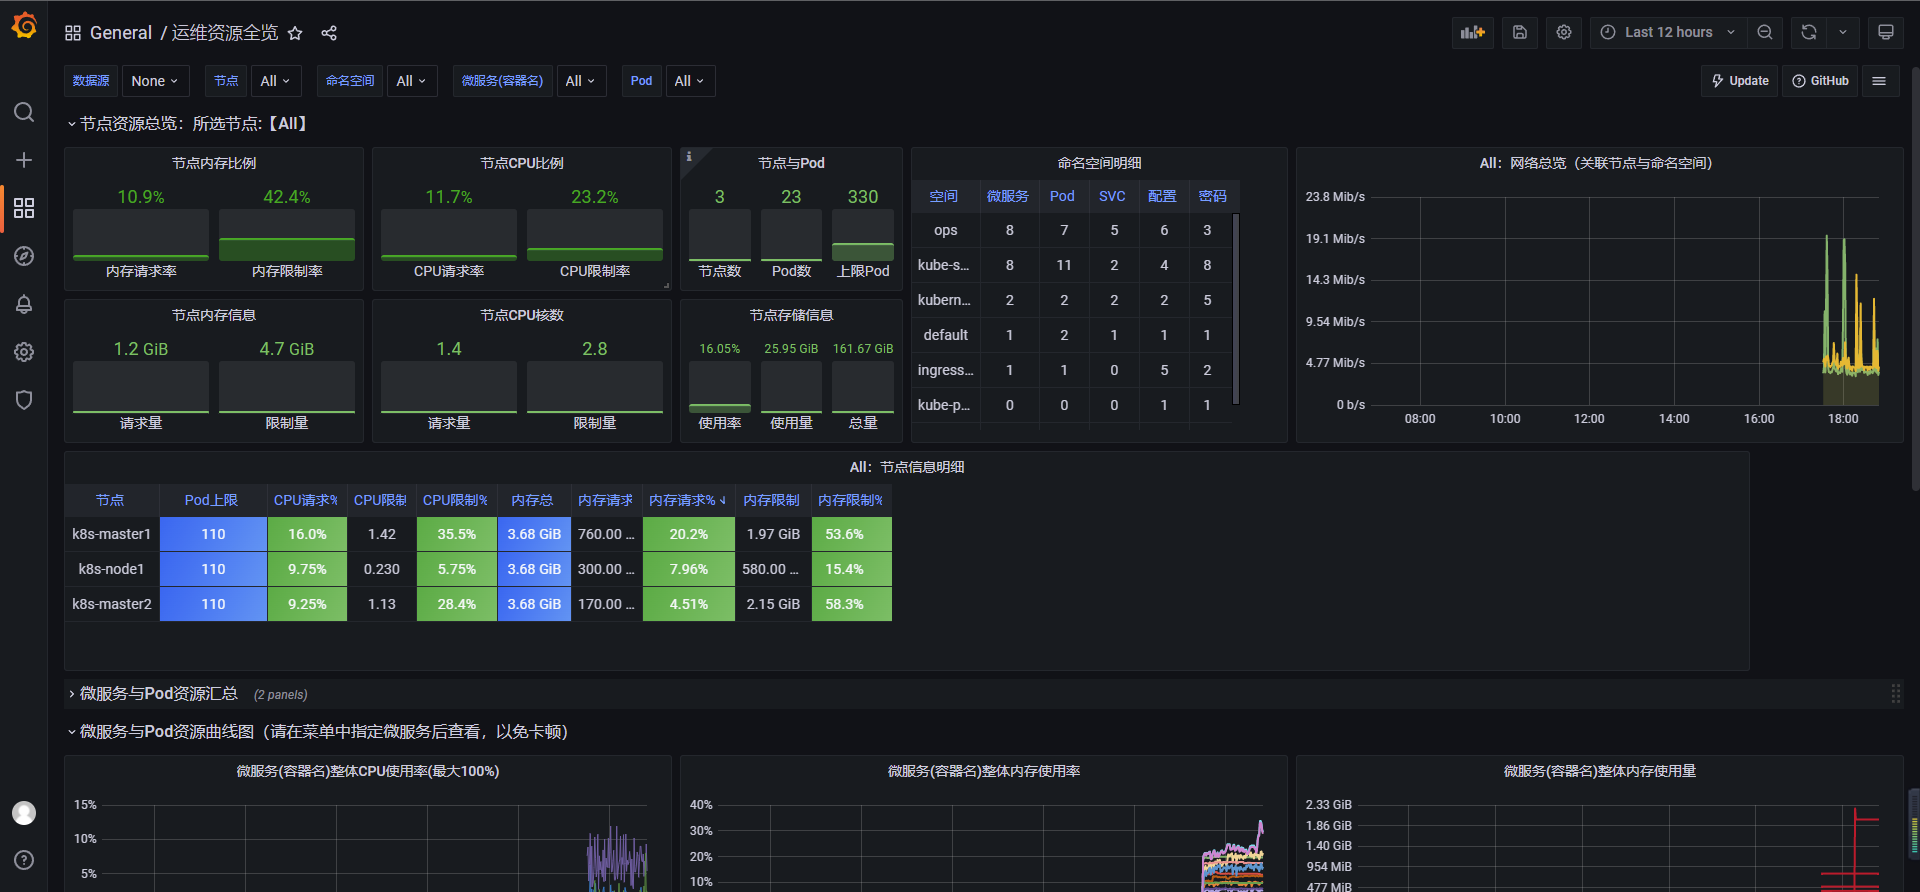 General / 运维资源全览
Last 12 hours
数据源 None 节点 All 命名空间 All 微服务(容器名) All Pod All
Update GitHub
节点资源总览：所选节点:【All】
节点内存比例
10.9% 42.4%
内存请求率 内存限制率
节点CPU比例
11.7% 23.2%
CPU请求率 CPU限制率
节点与Pod
3 23 330
节点数 Pod数 上限Pod
节点内存信息
1.2 GiB 4.7 GiB
请求量 限制量
节点CPU核数
1.4 2.8
请求量 限制量
节点存储信息
16.05% 25.95 GiB 161.67 GiB
使用率 使用量 总量
命名空间明细
空间 微服务 Pod SVC 配置 密码
ops 8 7 5 6 3
kube-s... 8 11 2 4 8
kubern... 2 2 2 2 5
default 1 2 1 1 1
ingress... 1 1 0 5 2
kube-p... 0 0 0 1 1
All：网络总览（关联节点与命名空间）
23.8 Mib/s
19.1 Mib/s
14.3 Mib/s
9.54 Mib/s
4.77 Mib/s
0 b/s
08:00 10:00 12:00 14:00 16:00 18:00
All：节点信息明细
节点 Pod上限 CPU请求% CPU限制 CPU限制% 内存总 内存请求 内存请求% 内存限制 内存限制%
k8s-master1 110 16.0% 1.42 35.5% 3.68 GiB 760.00 ... 20.2% 1.97 GiB 53.6%
k8s-node1 110 9.75% 0.230 5.75% 3.68 GiB 300.00 ... 7.96% 580.00 ... 15.4%
k8s-master2 110 9.25% 1.13 28.4% 3.68 GiB 170.00 ... 4.51% 2.15 GiB 58.3%
微服务与Pod资源汇总 (2 panels)
微服务与Pod资源曲线图（请在菜单中指定微服务后查看，以免卡顿）
微服务(容器名)整体CPU使用率(最大100%)
15%
10%
5%
微服务(容器名)整体内存使用率
40%
30%
20%
10%
微服务(容器名)整体内存使用量
2.33 GiB
1.86 GiB
1.40 GiB
954 MiB
477 MiB